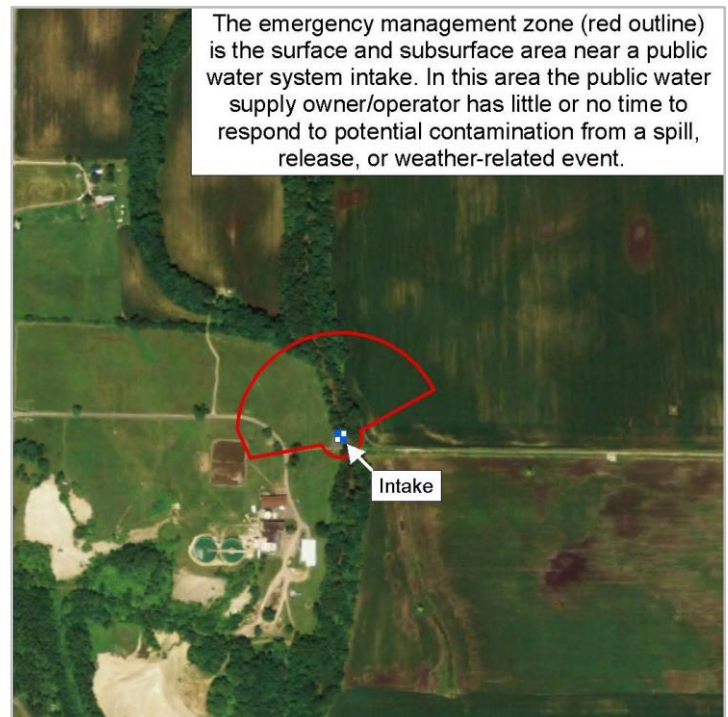 The emergency management zone (red outline)
is the surface and subsurface area near a public
water system intake. In this area the public water
supply owner/operator has little or no time to
respond to potential contamination from a spill,
release, or weather-related event.
Intake